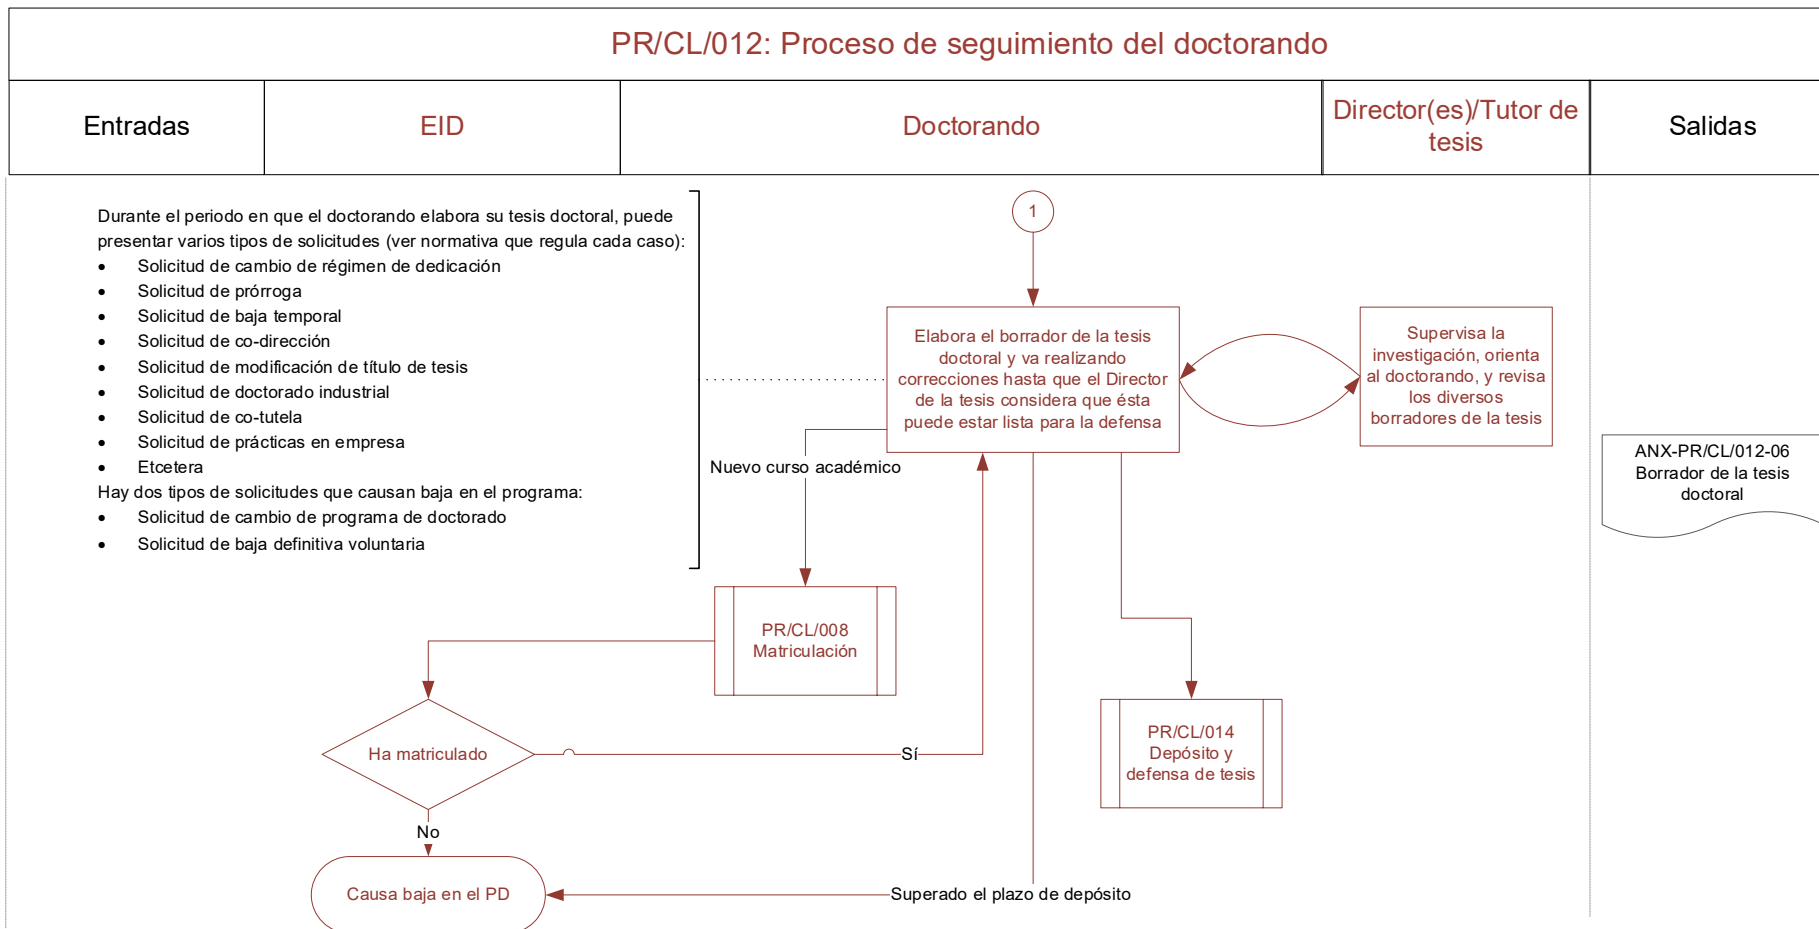 PR/CL/012: Proceso de seguimiento del doctorando
Entradas
EID
Doctorando
Director(es)/Tutor de
tesis
Salidas
Durante el periodo en que el doctorando elabora su tesis doctoral, puede
presentar varios tipos de solicitudes (ver normativa que regula cada caso):
• Solicitud de cambio de régimen de dedicación
• Solicitud de prórroga
• Solicitud de baja temporal
• Solicitud de co-dirección
• Solicitud de modificación de título de tesis
• Solicitud de doctorado industrial
• Solicitud de co-tutela
• Solicitud de prácticas en empresa
• Etcetera
Hay dos tipos de solicitudes que causan baja en el programa:
• Solicitud de cambio de programa de doctorado
• Solicitud de baja definitiva voluntaria
1
Elabora el borrador de la tesis
doctoral y va realizando
correcciones hasta que el Director
de la tesis considera que ésta
puede estar lista para la defensa
Supervisa la
investigación, orienta
al doctorando, y revisa
los diversos
borradores de la tesis
ANX-PR/CL/012-06
Borrador de la tesis
doctoral
Nuevo curso académico
PR/CL/008
Matriculación
Ha matriculado
Sí
PR/CL/014
Depósito y
defensa de tesis
No
Causa baja en el PD
Superado el plazo de depósito